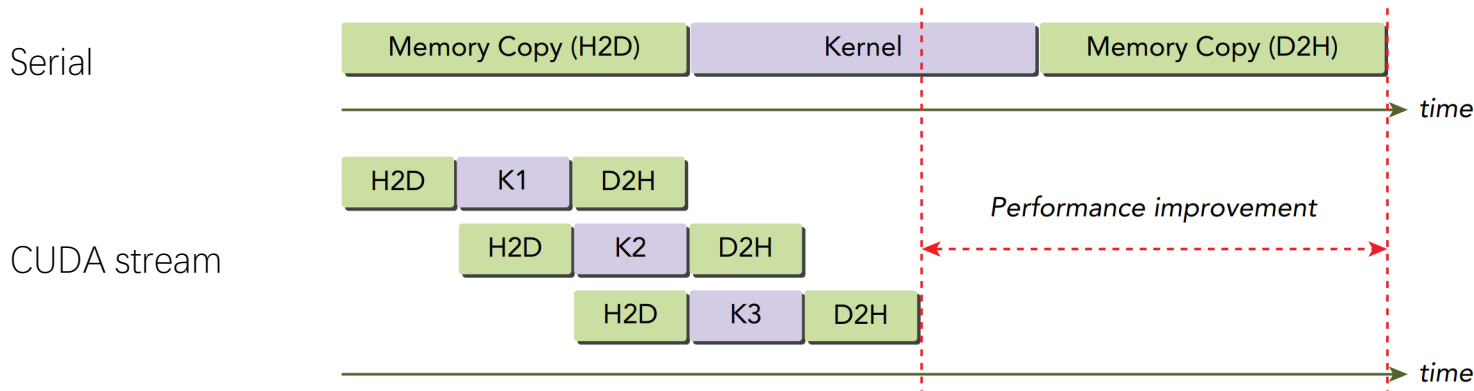 Serial
Memory Copy (H2D) Kernel Memory Copy (D2H)
time
CUDA stream
H2D K1 D2H
H2D K2 D2H
H2D K3 D2H
Performance improvement
time